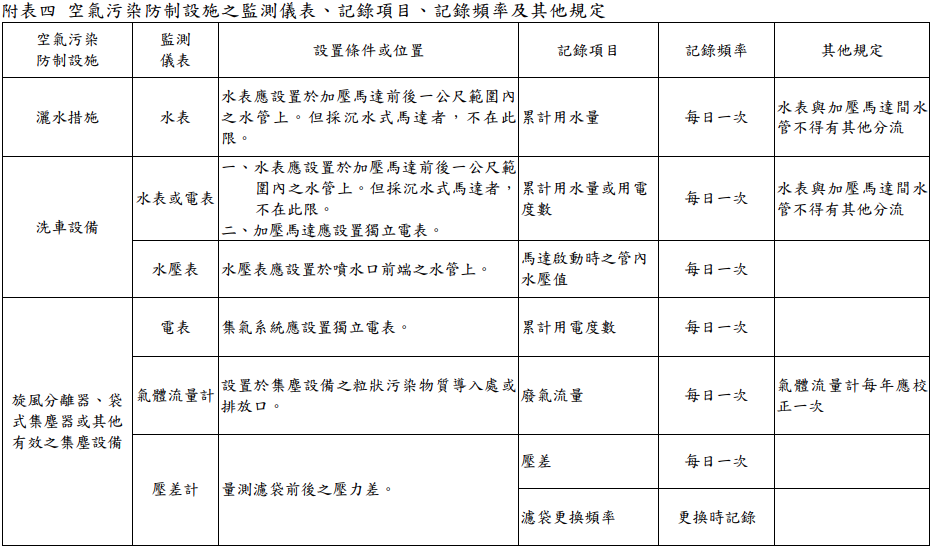 附表四 空氣污染防制設施之監測儀表、記錄項目、記錄頻率及其他規定
空氣污染
防制設施
監測
儀表
設置條件或位置
記錄項目
記錄頻率
其他規定
灑水措施
水表
水表應設置於加壓馬達前後一公尺範圍內
之水管上。但採沉水式馬達者，不在此
限。
累計用水量
每日一次
水表與加壓馬達間水
管不得有其他分流
洗車設備
水表或電表
一、水表應設置於加壓馬達前後一公尺範
圍內之水管上。但採沉水式馬達者，
不在此限。
二、加壓馬達應設置獨立電表。
累計用水量或用電
度數
每日一次
水表與加壓馬達間水
管不得有其他分流
水壓表
水壓表應設置於噴水口前端之水管上。
馬達啟動時之管內
水壓值
每日一次
旋風分離器、袋
式集塵器或其他
有效之集塵設備
電表
集氣系統應設置獨立電表。
累計用電度數
每日一次
氣體流量計
設置於集塵設備之粒狀污染物質導入處或
排放口。
廢氣流量
每日一次
氣體流量計每年應校
正一次
壓差計
量測濾袋前後之壓力差。
壓差
每日一次
濾袋更換頻率
更換時記錄